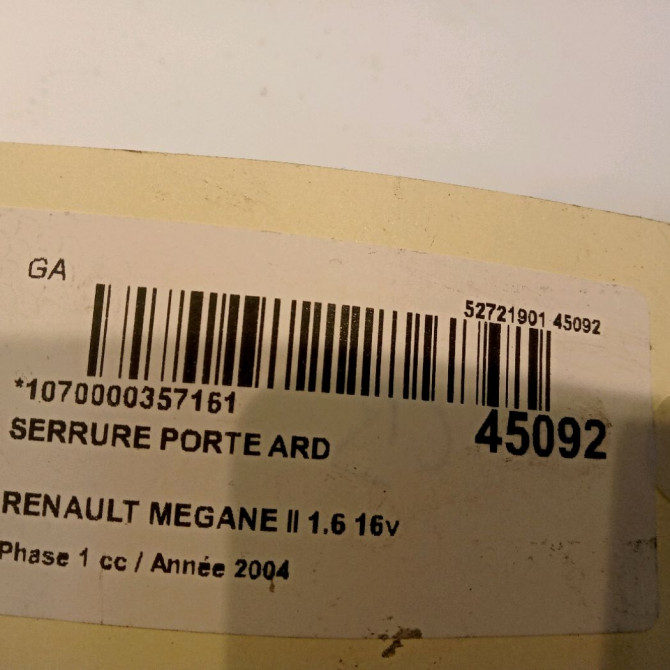 GA
52721901 45092
*1070000357161
45092
SERRURE PORTE ARD
RENAULT MEGANE II 1.6 16v
Phase 1 cc / Année 2004